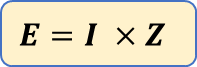 E = I × Z